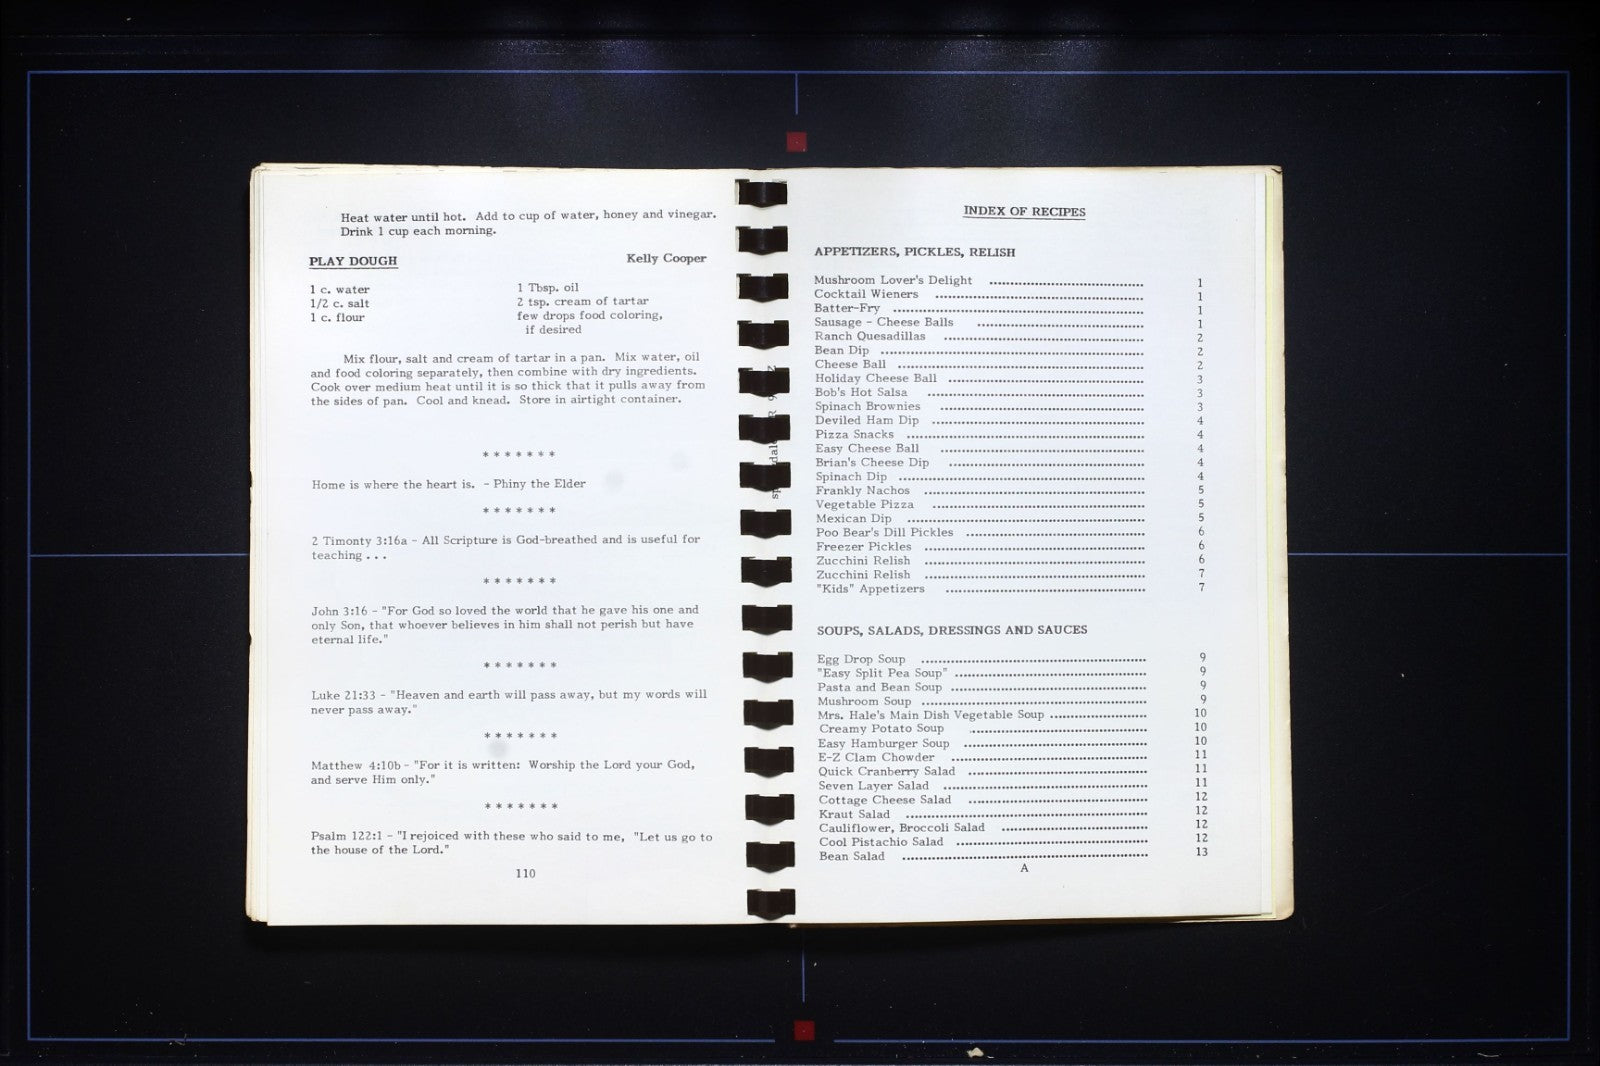 Heat water until hot.  Add to cup of water, honey and vinegar.
Drink 1 cup each morning.
PLAY DOUGH Kelly Cooper
1 c. water 1 Tbsp. oil
1/2 c. salt 2 tsp. cream of tartar
1 c. flour few drops food coloring,
if desired
Mix flour, salt and cream of tartar in a pan.  Mix water, oil
and food coloring separately, then combine with dry ingredients.
Cook over medium heat until it is so thick that it pulls away from
the sides of pan.  Cool and knead.  Store in airtight container.
* * * * * * *
Home is where the heart is.  - Phiny the Elder
* * * * * * *
2 Timonty 3:16a - All Scripture is God-breathed and is useful for
teaching . . .
* * * * * * *
John 3:16 - "For God so loved the world that he gave his one and
only Son, that whoever believes in him shall not perish but have
eternal life."
* * * * * * *
Luke 21:33 - "Heaven and earth will pass away, but my words will
never pass away."
* * * * * * *
Matthew 4:10b - "For it is written:  Worship the Lord your God,
and serve Him only."
* * * * * * *
Psalm 122:1 - "I rejoiced with these who said to me,  "Let us go to
the house of the Lord."
110
INDEX OF RECIPES
APPETIZERS, PICKLES, RELISH
Mushroom Lover's Delight ........ 1
Cocktail Wieners ........ 1
Batter-Fry ........ 1
Sausage - Cheese Balls ........ 1
Ranch Quesadillas ........ 2
Bean Dip ........ 2
Cheese Ball ........ 2
Holiday Cheese Ball ........ 3
Bob's Hot Salsa ........ 3
Spinach Brownies ........ 3
Deviled Ham Dip ........ 4
Pizza Snacks ........ 4
Easy Cheese Ball ........ 4
Brian's Cheese Dip ........ 4
Spinach Dip ........ 4
Frankly Nachos ........ 5
Vegetable Pizza ........ 5
Mexican Dip ........ 5
Poo Bear's Dill Pickles ........ 6
Freezer Pickles ........ 6
Zucchini Relish ........ 6
Zucchini Relish ........ 7
"Kids" Appetizers ........ 7
SOUPS, SALADS, DRESSINGS AND SAUCES
Egg Drop Soup ........ 9
"Easy Split Pea Soup" ........ 9
Pasta and Bean Soup ........ 9
Mushroom Soup ........ 9
Mrs. Hale's Main Dish Vegetable Soup ........ 10
Creamy Potato Soup ........ 10
Easy Hamburger Soup ........ 10
E-Z Clam Chowder ........ 11
Quick Cranberry Salad ........ 11
Seven Layer Salad ........ 11
Cottage Cheese Salad ........ 12
Kraut Salad ........ 12
Cauliflower, Broccoli Salad ........ 12
Cool Pistachio Salad ........ 12
Bean Salad ........ 13
A